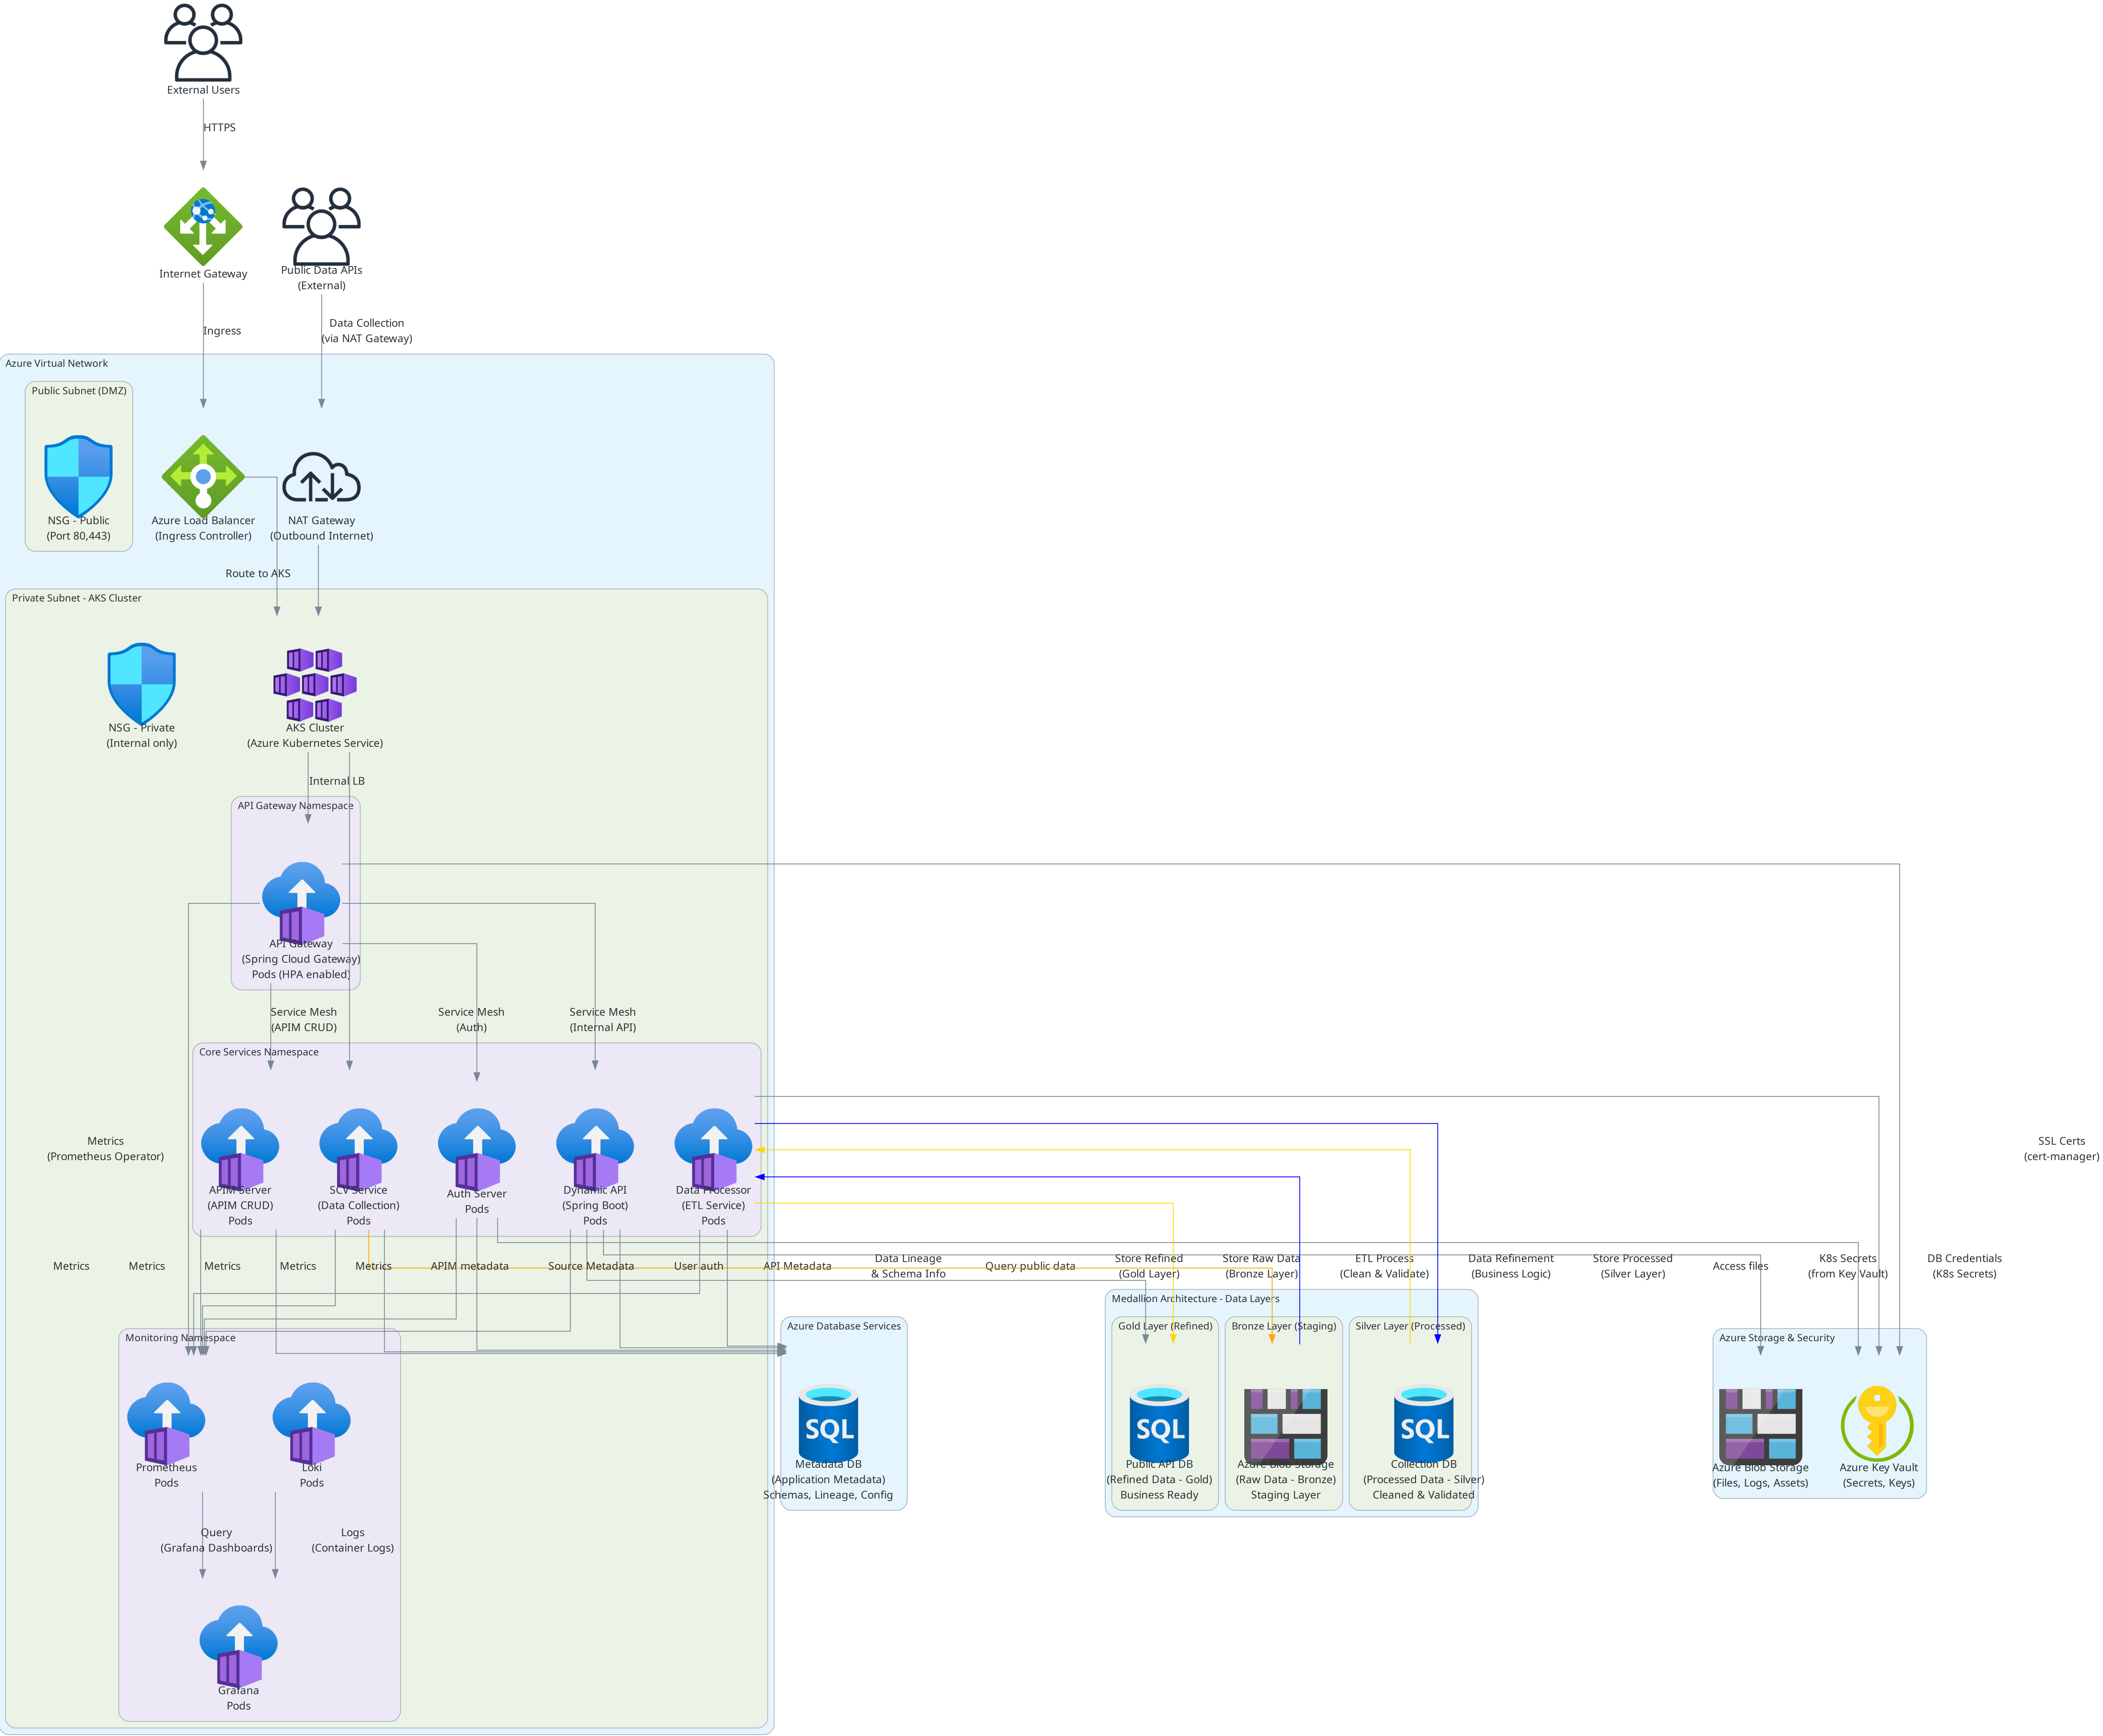 External Users
HTTPS
Internet Gateway
Public Data APIs
(External)
Ingress
Data Collection
(via NAT Gateway)
Azure Virtual Network
Public Subnet (DMZ)
NSG - Public
(Port 80,443)
Azure Load Balancer
(Ingress Controller)
NAT Gateway
(Outbound Internet)
Route to AKS
Private Subnet - AKS Cluster
NSG - Private
(Internal only)
AKS Cluster
(Azure Kubernetes Service)
Internal LB
API Gateway Namespace
API Gateway
(Spring Cloud Gateway)
Pods (HPA enabled)
Service Mesh
(APIM CRUD)
Service Mesh
(Auth)
Service Mesh
(Internal API)
Core Services Namespace
Metrics
(Prometheus Operator)
SSL Certs
(cert-manager)
APIM Server
(APIM CRUD)
Pods
SCV Service
(Data Collection)
Pods
Auth Server
Pods
Dynamic API
(Spring Boot)
Pods
Data Processor
(ETL Service)
Pods
Metrics
Metrics
Metrics
Metrics
Metrics
APIM metadata
Source Metadata
User auth
API Metadata
Data Lineage
& Schema Info
Query public data
Store Refined
(Gold Layer)
Store Raw Data
(Bronze Layer)
ETL Process
(Clean & Validate)
Data Refinement
(Business Logic)
Store Processed
(Silver Layer)
Access files
K8s Secrets
(from Key Vault)
DB Credentials
(K8s Secrets)
Monitoring Namespace
Prometheus
Pods
Loki
Pods
Query
(Grafana Dashboards)
Logs
(Container Logs)
Grafana
Pods
Azure Database Services
SQL
Metadata DB
(Application Metadata)
Schemas, Lineage, Config
Medallion Architecture - Data Layers
Gold Layer (Refined)
SQL
Public API DB
(Refined Data - Gold)
Business Ready
Bronze Layer (Staging)
Azure Blob Storage
(Raw Data - Bronze)
Staging Layer
Silver Layer (Processed)
SQL
Collection DB
(Processed Data - Silver)
Cleaned & Validated
Azure Storage & Security
Azure Blob Storage
(Files, Logs, Assets)
Azure Key Vault
(Secrets, Keys)